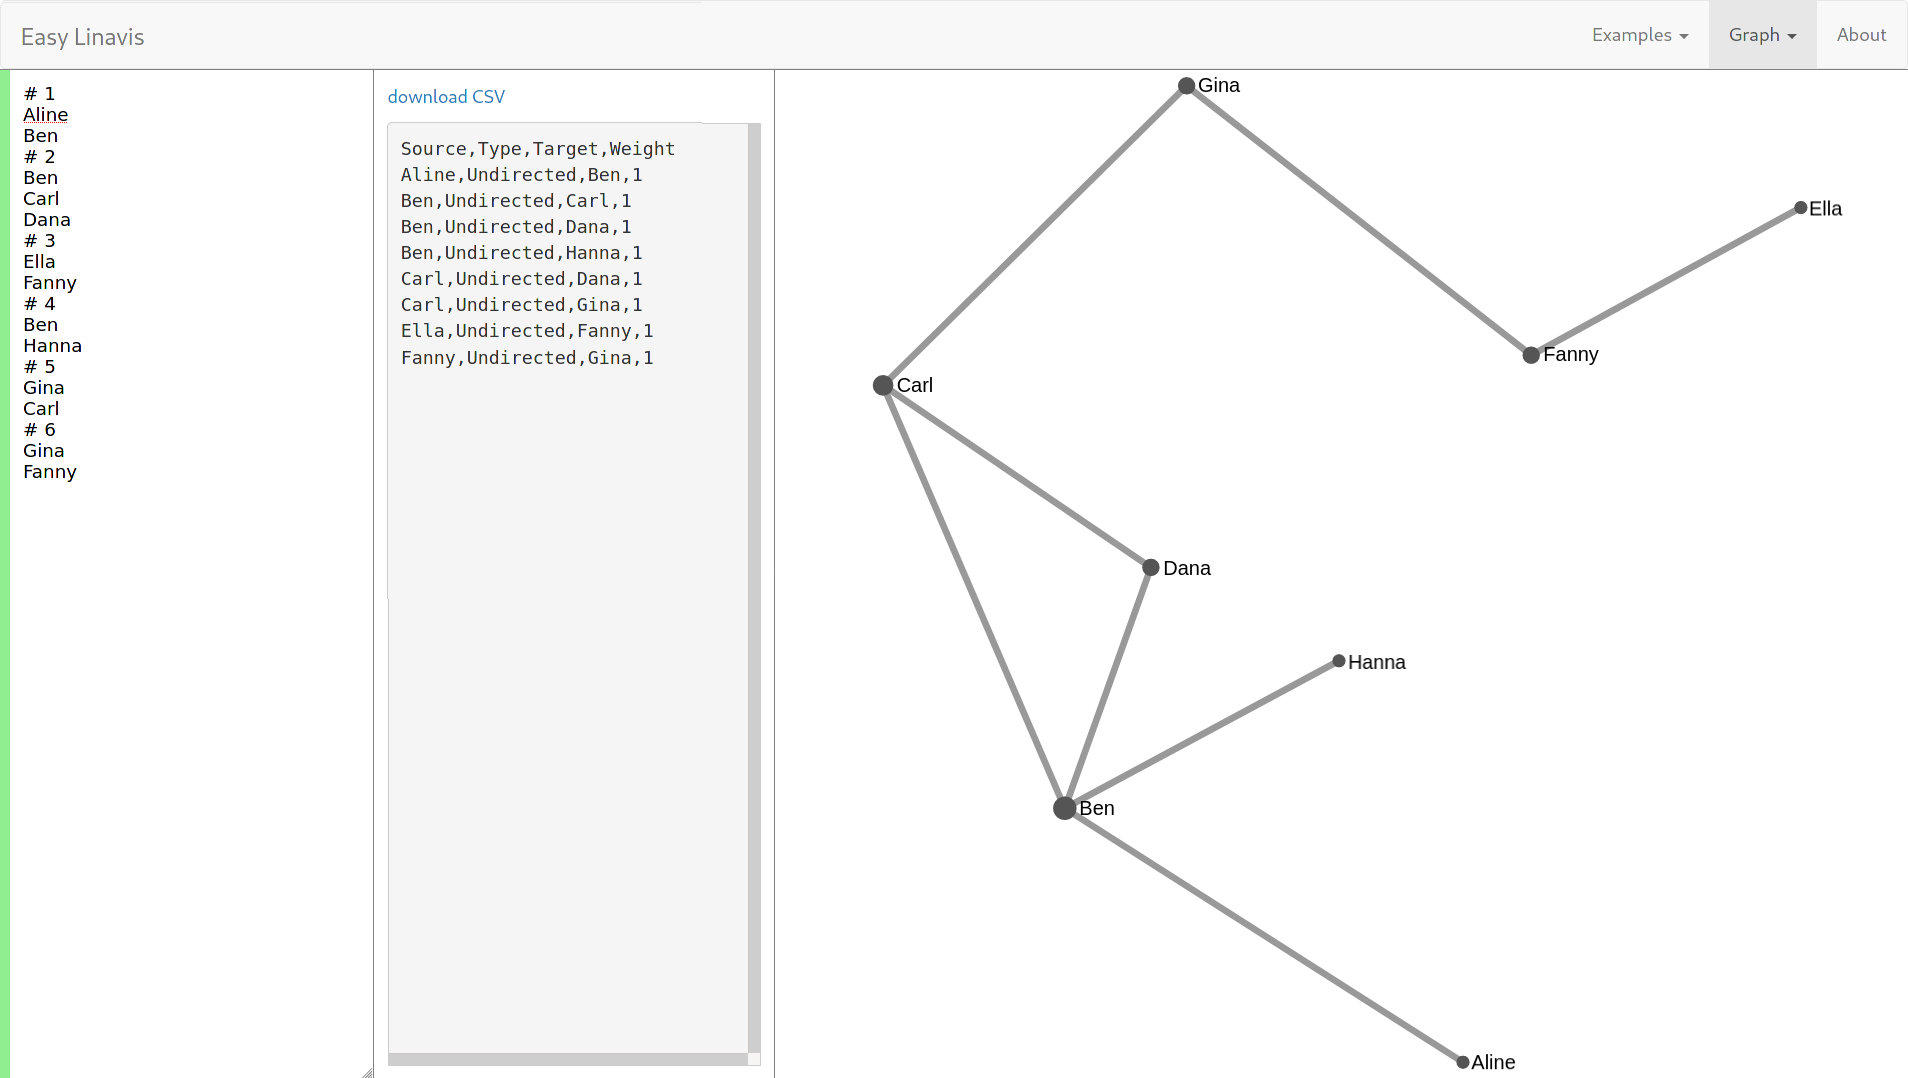 Easy Linavis
Examples
Graph
About
# 1
Aline
Ben
# 2
Ben
Carl
Dana
# 3
Ella
Fanny
# 4
Ben
Hanna
# 5
Gina
Carl
# 6
Gina
Fanny
download CSV
Source,Type,Target,Weight
Aline,Undirected,Ben,1
Ben,Undirected,Carl,1
Ben,Undirected,Dana,1
Ben,Undirected,Hanna,1
Carl,Undirected,Dana,1
Carl,Undirected,Gina,1
Ella,Undirected,Fanny,1
Fanny,Undirected,Gina,1
Gina
Ella
Fanny
Carl
Dana
Hanna
Ben
Aline